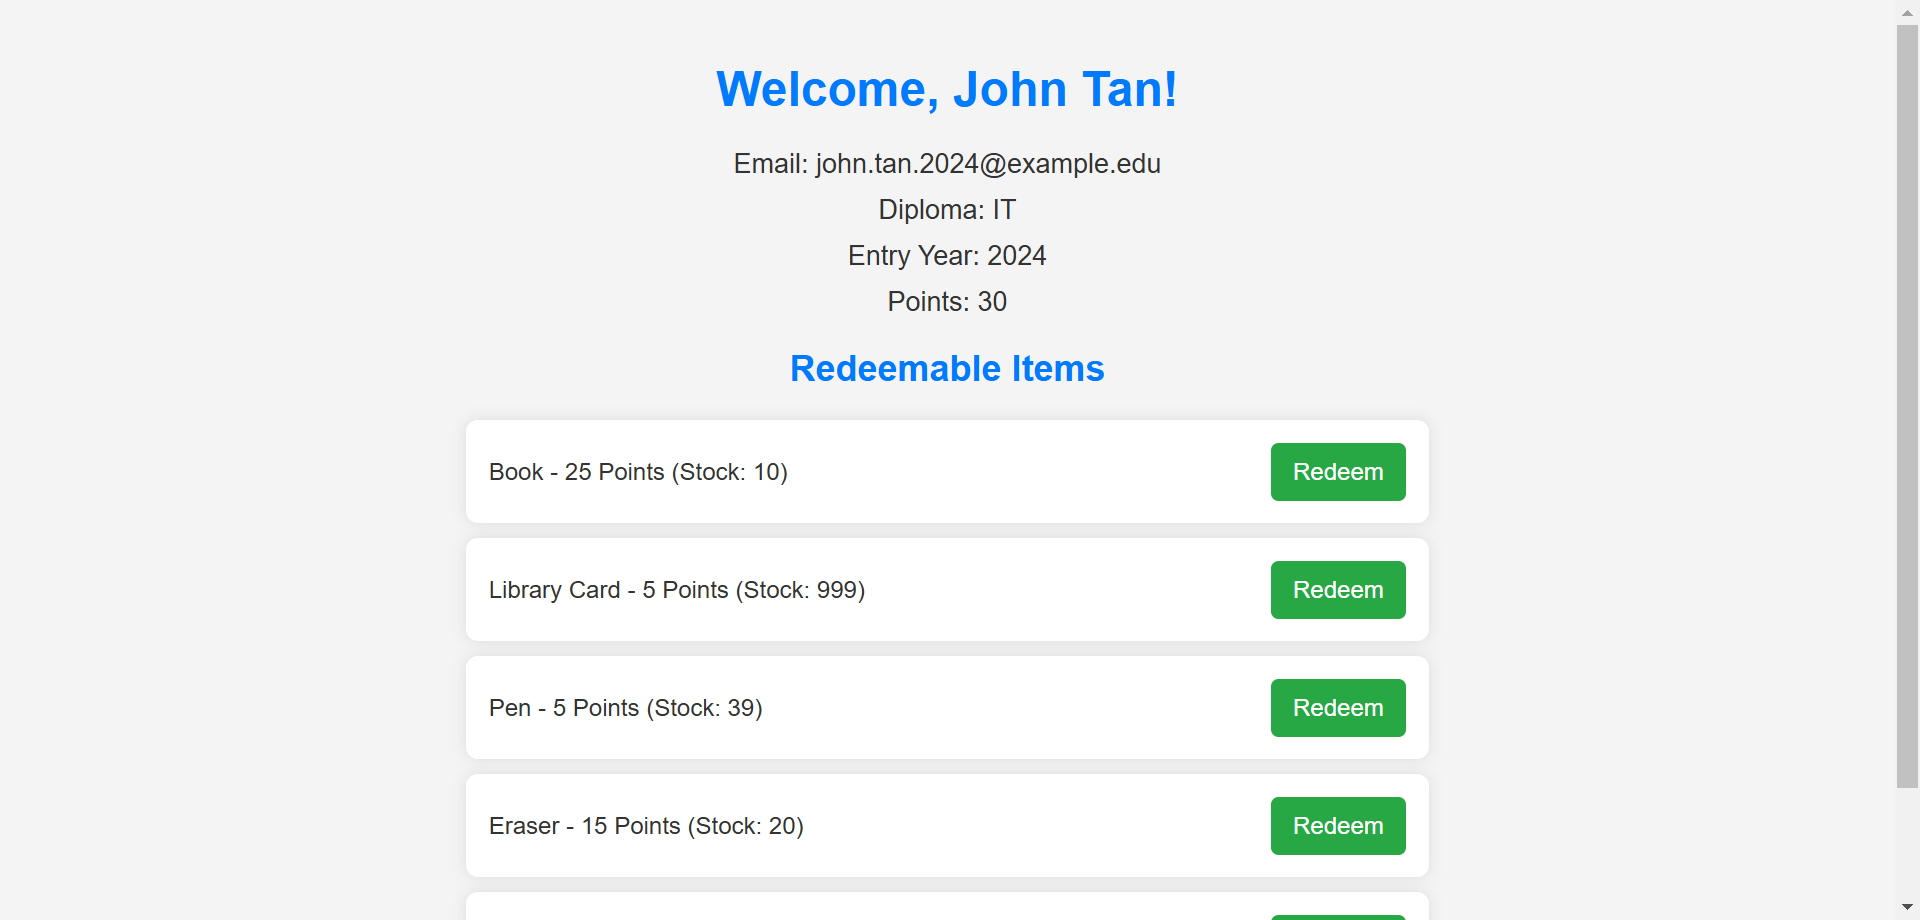 Welcome, John Tan!
Email: john.tan.2024@example.edu
Diploma: IT
Entry Year: 2024
Points: 30
Redeemable Items
Book - 25 Points (Stock: 10) Redeem
Library Card - 5 Points (Stock: 999) Redeem
Pen - 5 Points (Stock: 39) Redeem
Eraser - 15 Points (Stock: 20) Redeem